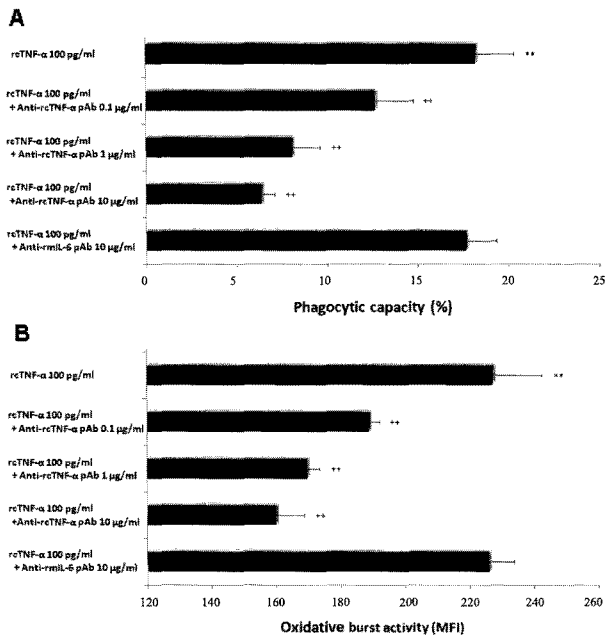 A
rcTNF-α 100 pg/ml
**
rcTNF-α 100 pg/ml
+ Anti-rcTNF-α pAb 0.1 μg/ml
++
rcTNF-α 100 pg/ml
+ Anti-rcTNF-α pAb 1 μg/ml
++
rcTNF-α 100 pg/ml
+Anti-rcTNF-α pAb 10 μg/ml
++
rcTNF-α 100 pg/ml
+ Anti-rmIL-6 pAb 10 μg/ml
0 5 10 15 20 25
Phagocytic capacity (%)
B
rcTNF-α 100 pg/ml
**
rcTNF-α 100 pg/ml
+ Anti-rcTNF-α pAb 0.1 μg/ml
++
rcTNF-α 100 pg/ml
+ Anti-rcTNF-α pAb 1 μg/ml
++
rcTNF-α 100 pg/ml
+Anti-rcTNF-α pAb 10 μg/ml
++
rcTNF-α 100 pg/ml
+ Anti-rmIL-6 pAb 10 μg/ml
120 140 160 180 200 220 240 260
Oxidative burst activity (MFI)